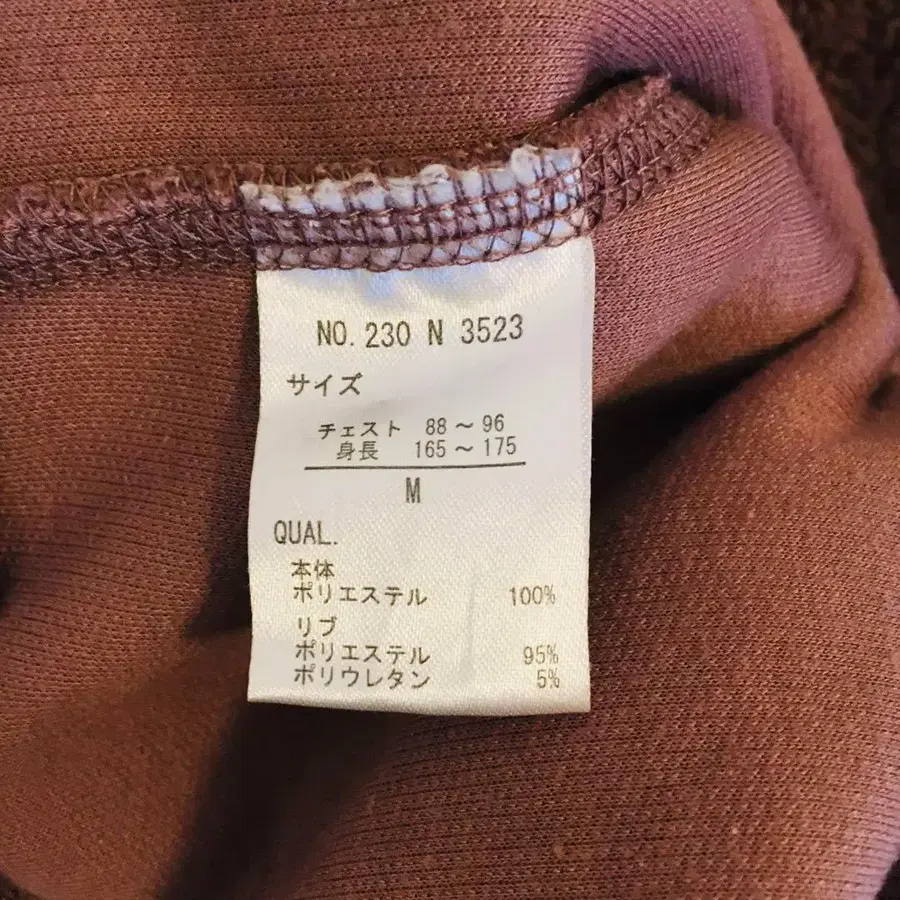 NO. 230 N 3523
サイズ
チェスト 88～96
身長 165～175
M
QUAL.
本体
ポリエステル 100%
リブ
ポリエステル 95%
ポリウレタン 5%